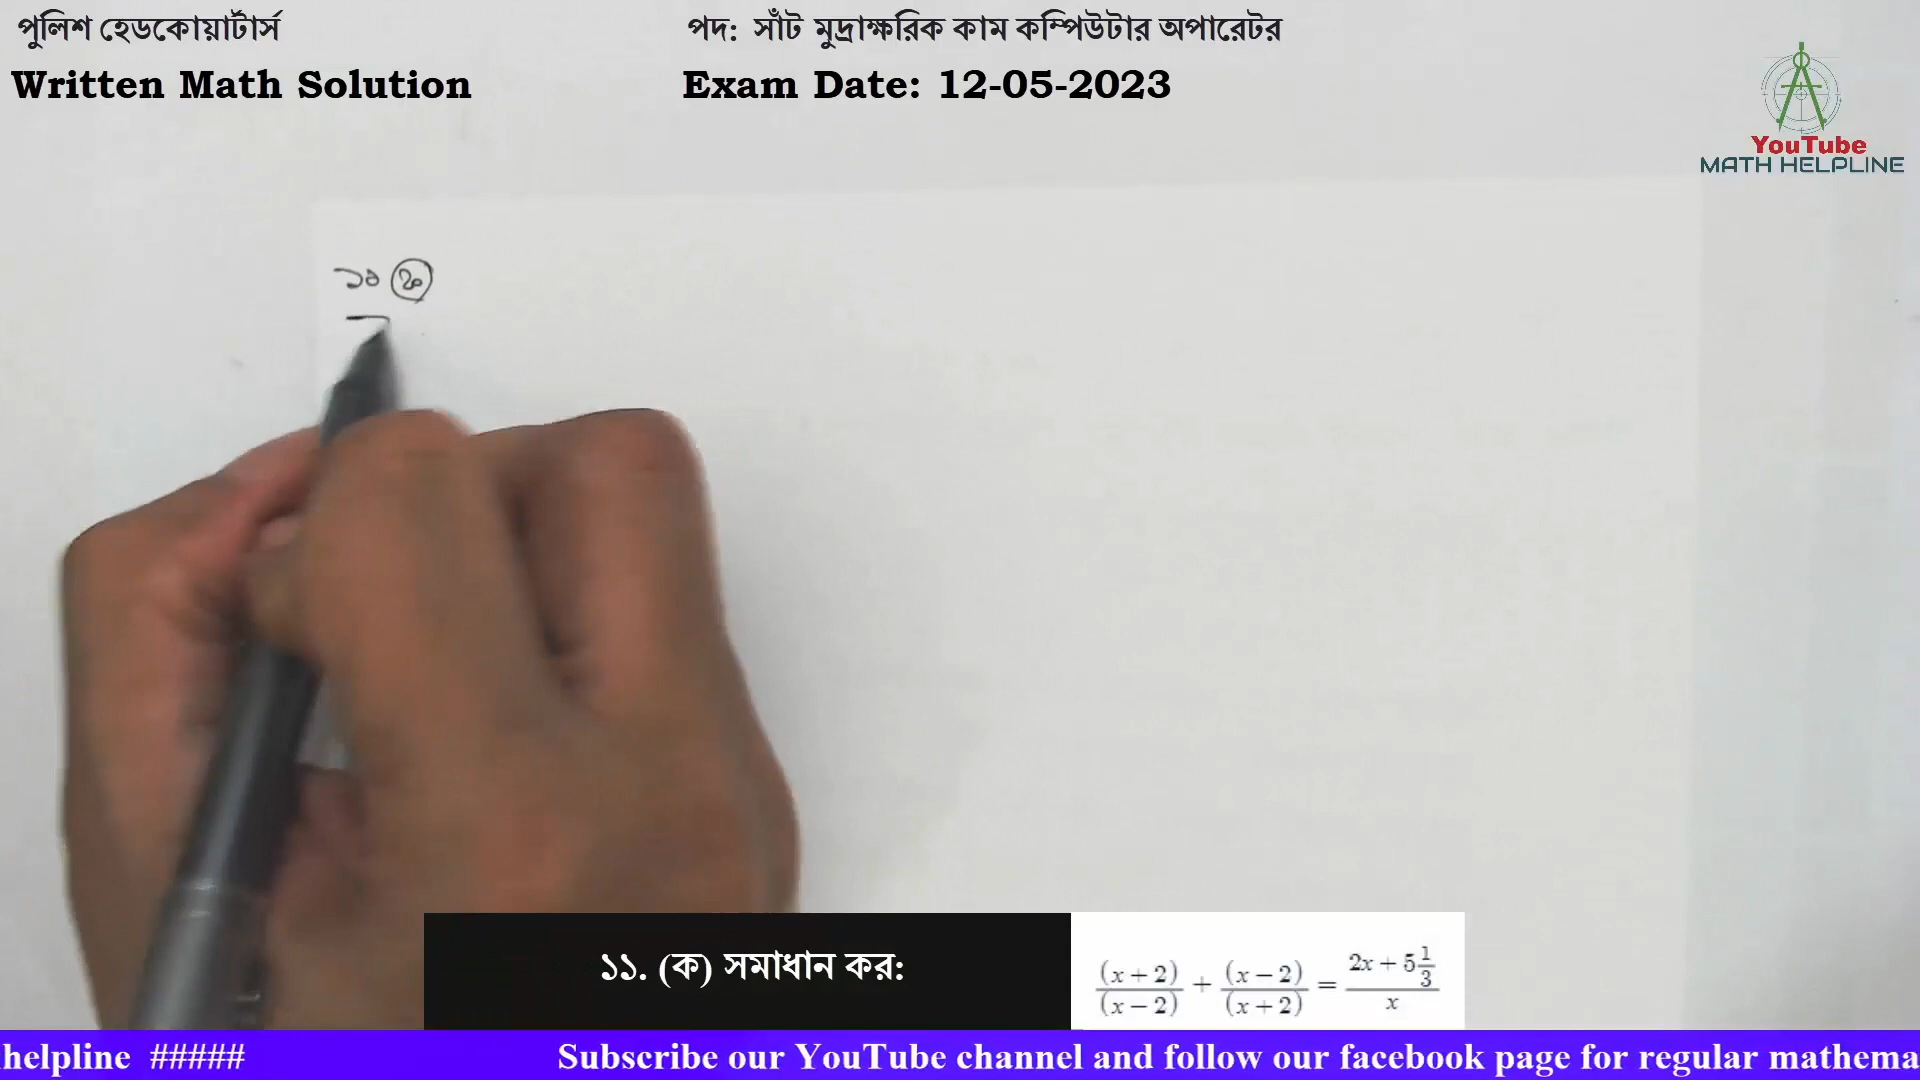 পুলিশ হেডকোয়ার্টার্স
পদ: সাঁট মুদ্রাক্ষরিক কাম কম্পিউটার অপারেটর
Written Math Solution
Exam Date: 12-05-2023
YouTube
MATH HELPLINE
১১ (ক)
১১. (ক) সমাধান কর:
(x + 2)/(x − 2) + (x − 2)/(x + 2) = (2x + 5 1/3)/x
helpline ##### Subscribe our YouTube channel and follow our facebook page for regular mathema